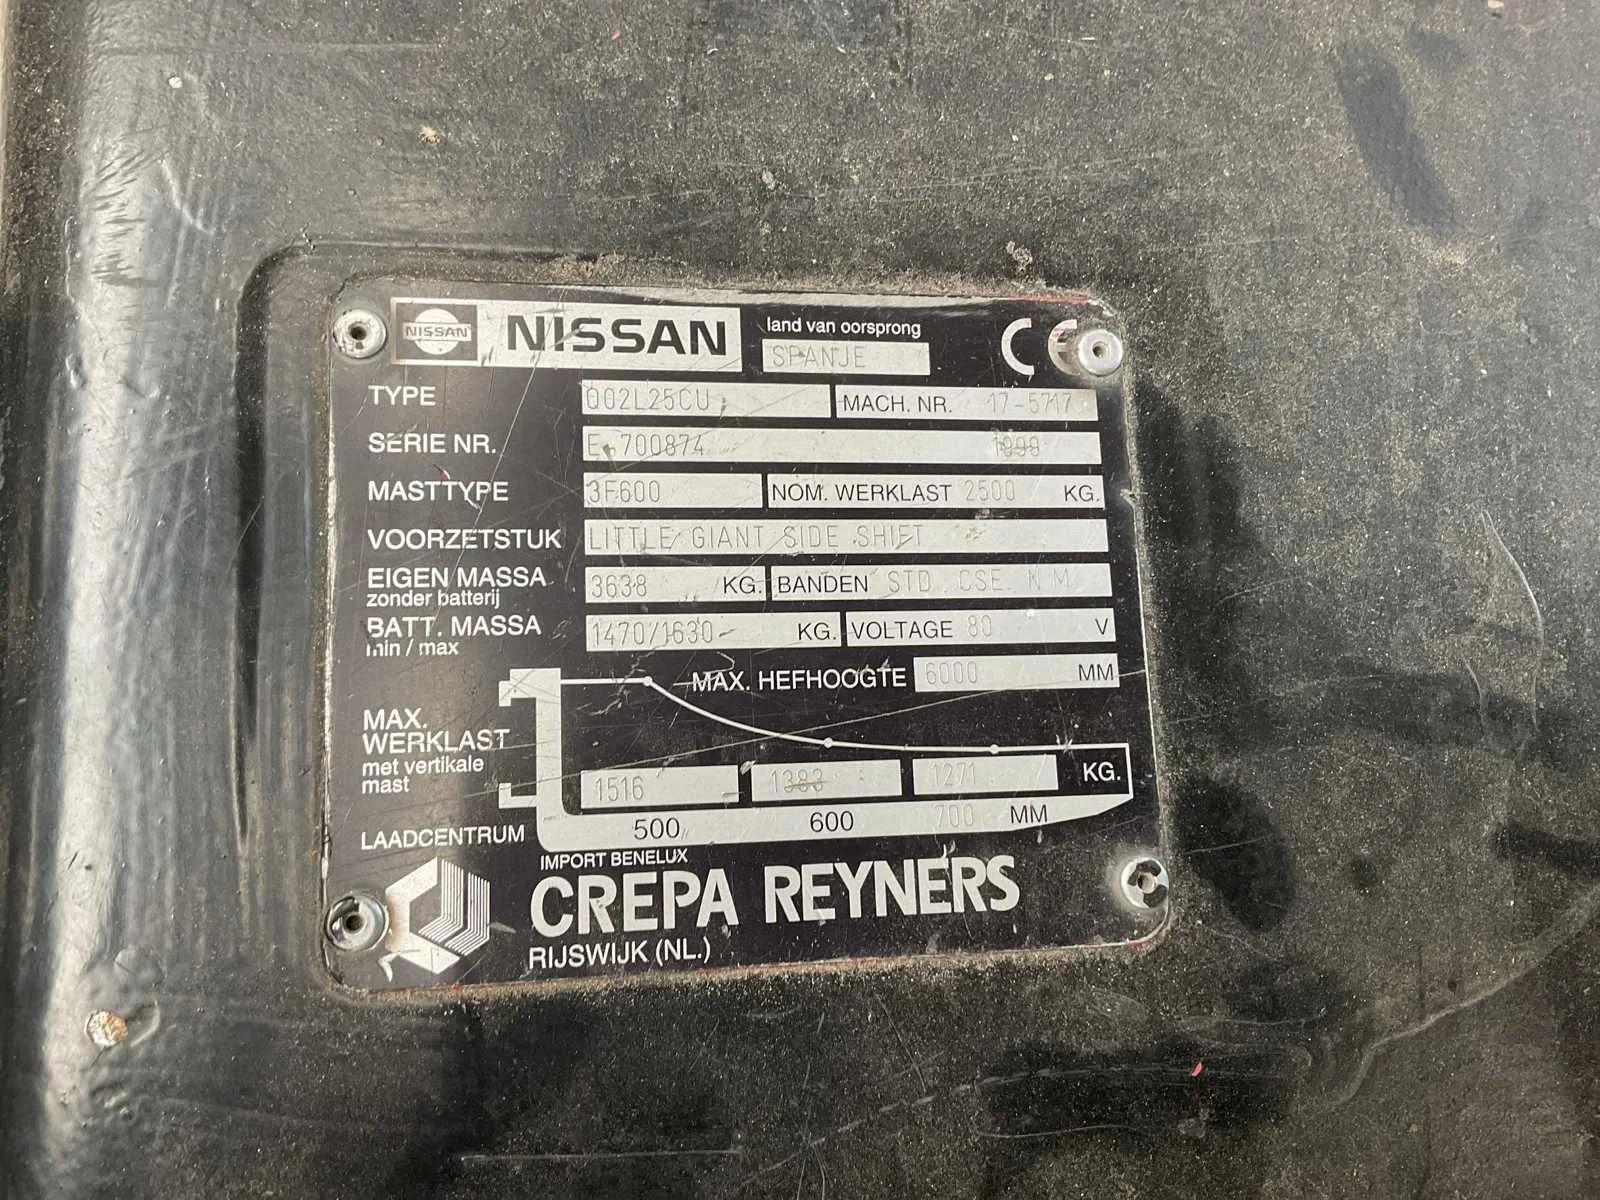 NISSAN NISSAN land van oorsprong CE
SPANJE
TYPE Q02L25CU MACH. NR. 17-5717
SERIE NR. E-700874 1999
MASTTYPE 3F600 NOM. WERKLAST 2500 KG.
VOORZETSTUK LITTLE GIANT SIDE SHIFT
EIGEN MASSA 3638 KG. BANDEN STD. CSE. N.M
zonder batterij
BATT. MASSA 1470/1630 KG. VOLTAGE 80 V
min / max
MAX. HEFHOOGTE 6000 MM
MAX.
WERKLAST
met vertikale
mast
1516 1383 1271 KG.
LAADCENTRUM 500 600 700 MM
IMPORT BENELUX
CREPA REYNERS
RIJSWIJK (NL.)